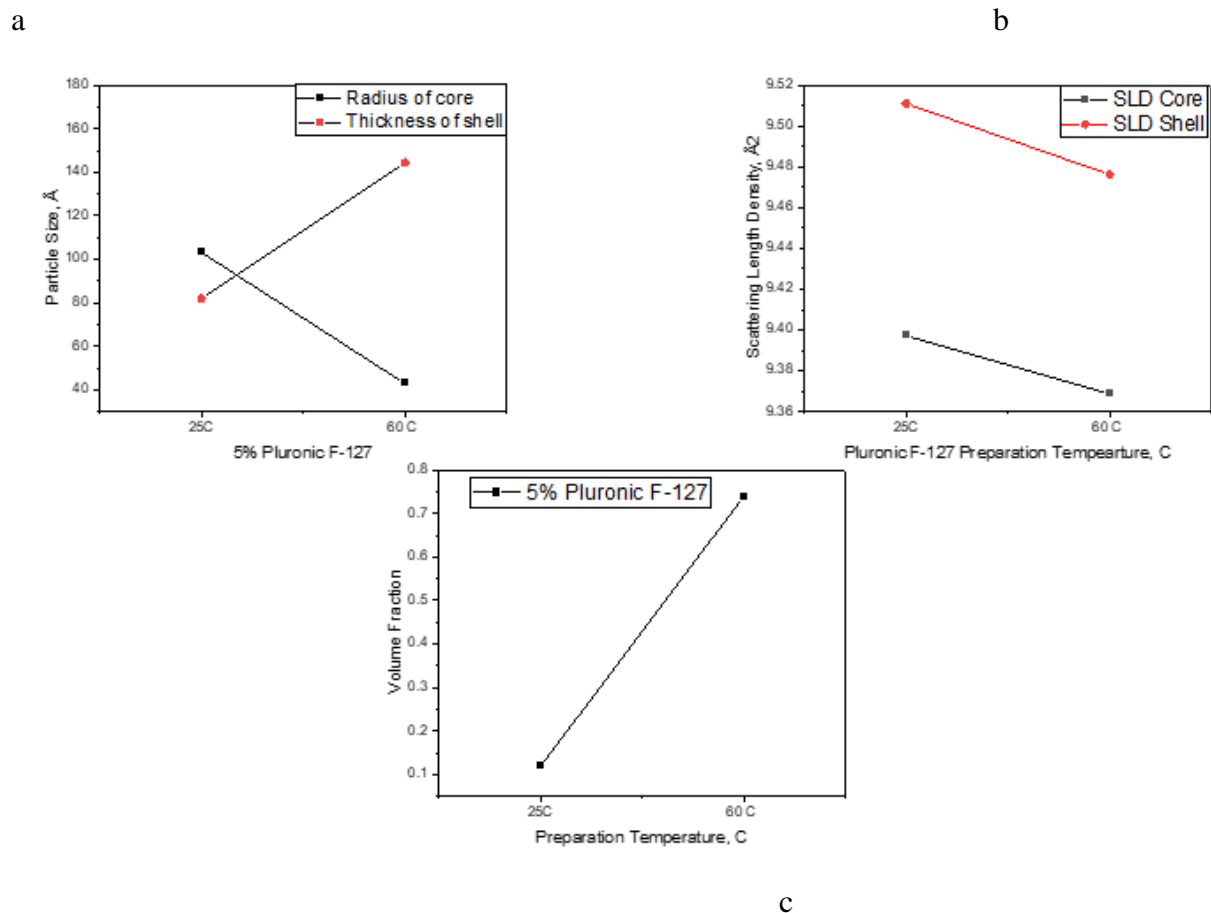 a
b
180
160
140
120
100
80
60
40
Particle Size, Å
Radius of core
Thickness of shell
25C
60 C
5% Pluronic F-127
9.52
9.50
9.48
9.46
9.44
9.42
9.40
9.38
9.36
Scattering Length Density, Å2
SLD Core
SLD Shell
25C
60 C
Pluronic F-127 Preparation Tempearture, C
0.8
0.7
0.6
0.5
0.4
0.3
0.2
0.1
Volume Fraction
5% Pluronic F-127
25C
60 C
Preparation Temperature, C
c